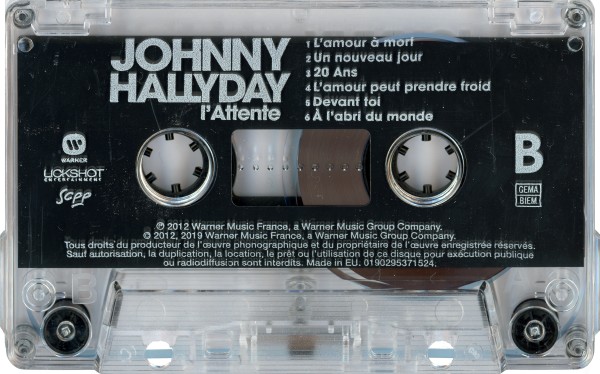 JOHNNY
HALLYDAY
l'Attente
1 L'amour à mort
2 Un nouveau jour
3 20 Ans
4 L'amour peut prendre froid
5 Devant toi
6 À l'abri du monde
WARNER
LICKSHOT
ENTERTAINMENT
Scpp
B
GEMA
BIEM
℗ 2012 Warner Music France, a Warner Music Group Company.
© 2012, 2019 Warner Music France, a Warner Music Group Company.
Tous droits du producteur de l'œuvre phonographique et du propriétaire de l'œuvre enregistrée réservés.
Sauf autorisation, la duplication, la location, le prêt ou l'utilisation de ce disque pour exécution publique
ou radiodiffusion sont interdits. Made in EU. 0190295371524.
B